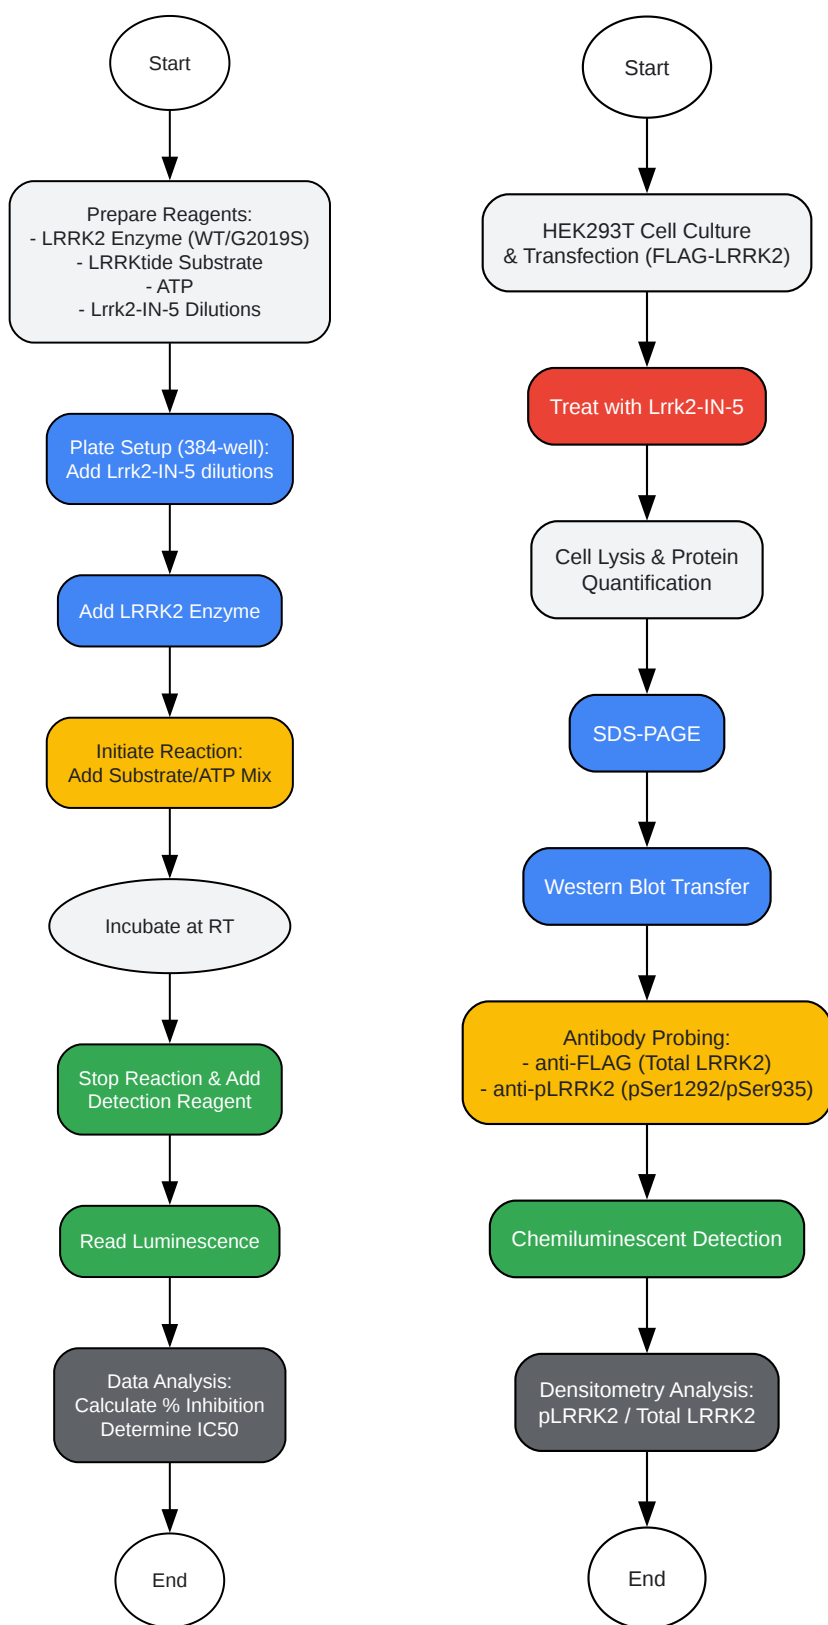 Start
Prepare Reagents:
- LRRK2 Enzyme (WT/G2019S)
- LRRKtide Substrate
- ATP
- Lrrk2-IN-5 Dilutions
Plate Setup (384-well):
Add Lrrk2-IN-5 dilutions
Add LRRK2 Enzyme
Initiate Reaction:
Add Substrate/ATP Mix
Incubate at RT
Stop Reaction & Add
Detection Reagent
Read Luminescence
Data Analysis:
Calculate % Inhibition
Determine IC50
End
Start
HEK293T Cell Culture
& Transfection (FLAG-LRRK2)
Treat with Lrrk2-IN-5
Cell Lysis & Protein
Quantification
SDS-PAGE
Western Blot Transfer
Antibody Probing:
- anti-FLAG (Total LRRK2)
- anti-pLRRK2 (pSer1292/pSer935)
Chemiluminescent Detection
Densitometry Analysis:
pLRRK2 / Total LRRK2
End